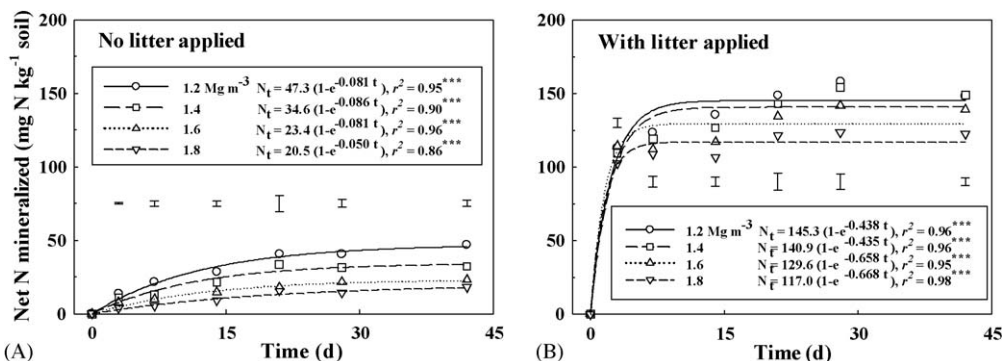 200
No litter applied
1.2 Mg m-3 Nt = 47.3 (1-e-0.081 t), r2 = 0.95***
1.4 Nt = 34.6 (1-e-0.086 t), r2 = 0.90***
1.6 Nt = 23.4 (1-e-0.081 t), r2 = 0.96***
1.8 Nt = 20.5 (1-e-0.050 t), r2 = 0.86***
150
100
50
0
Net N mineralized (mg N kg-1 soil)
0 15 30 45
(A) Time (d)
200
With litter applied
150
100
50
0
1.2 Mg m-3 Nt = 145.3 (1-e-0.438 t), r2 = 0.96***
1.4 Nt = 140.9 (1-e-0.435 t), r2 = 0.96***
1.6 Nt = 129.6 (1-e-0.658 t), r2 = 0.95***
1.8 Nt = 117.0 (1-e-0.668 t), r2 = 0.98***
0 15 30 45
(B) Time (d)